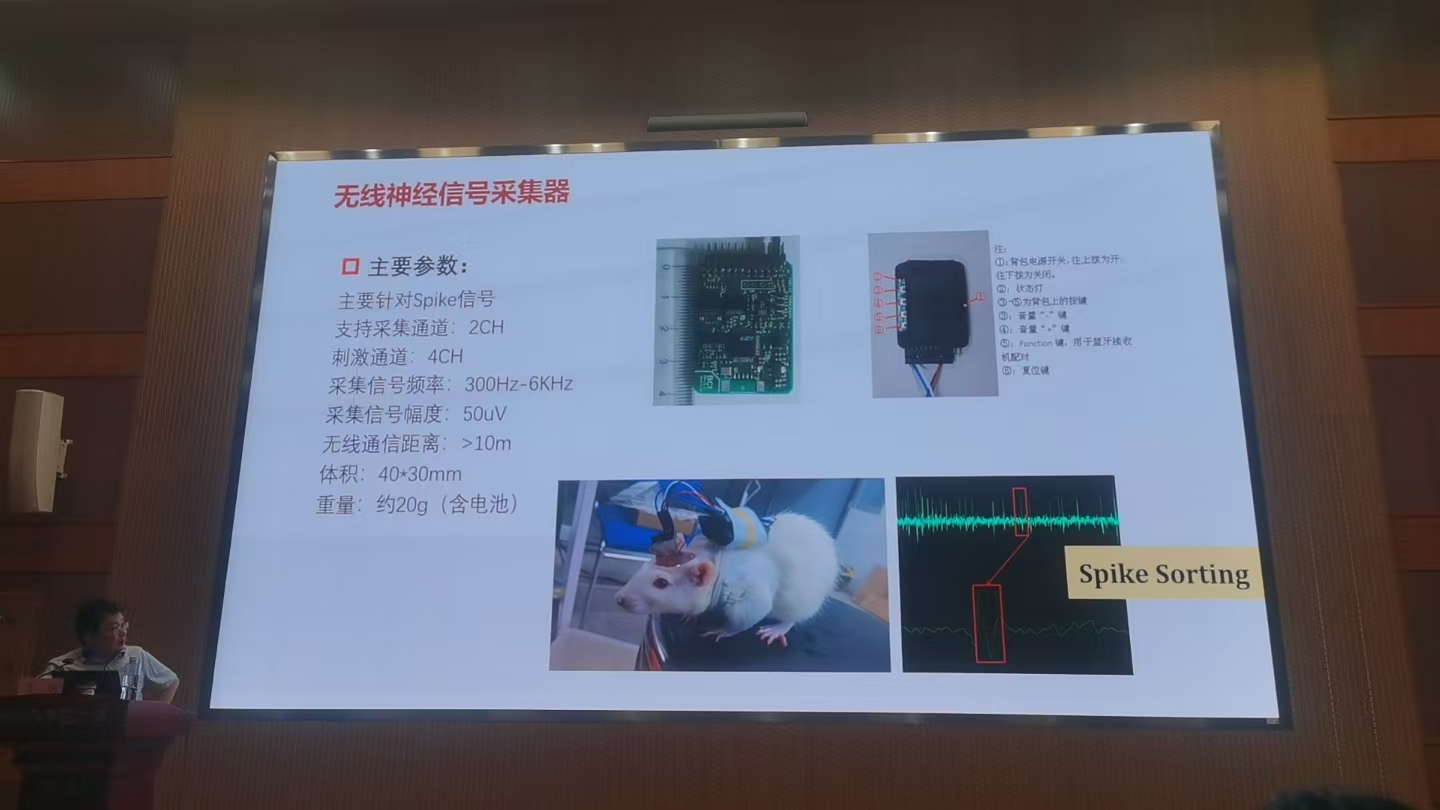 无线神经信号采集器
主要参数：
主要针对Spike信号
支持采集通道：2CH
刺激通道：4CH
采集信号频率：300Hz-6KHz
采集信号幅度：50uV
无线通信距离：>10m
体积：40*30mm
重量：约20g（含电池）
注：
①：背包电源开关，往上拨为开，
往下拨为关闭。
②：状态灯
③-⑤为背包上的按键
③：音量“-”键
④：音量“+”键
⑤：Function 键，用于蓝牙接收
机配对
⑥：复位键
Spike Sorting